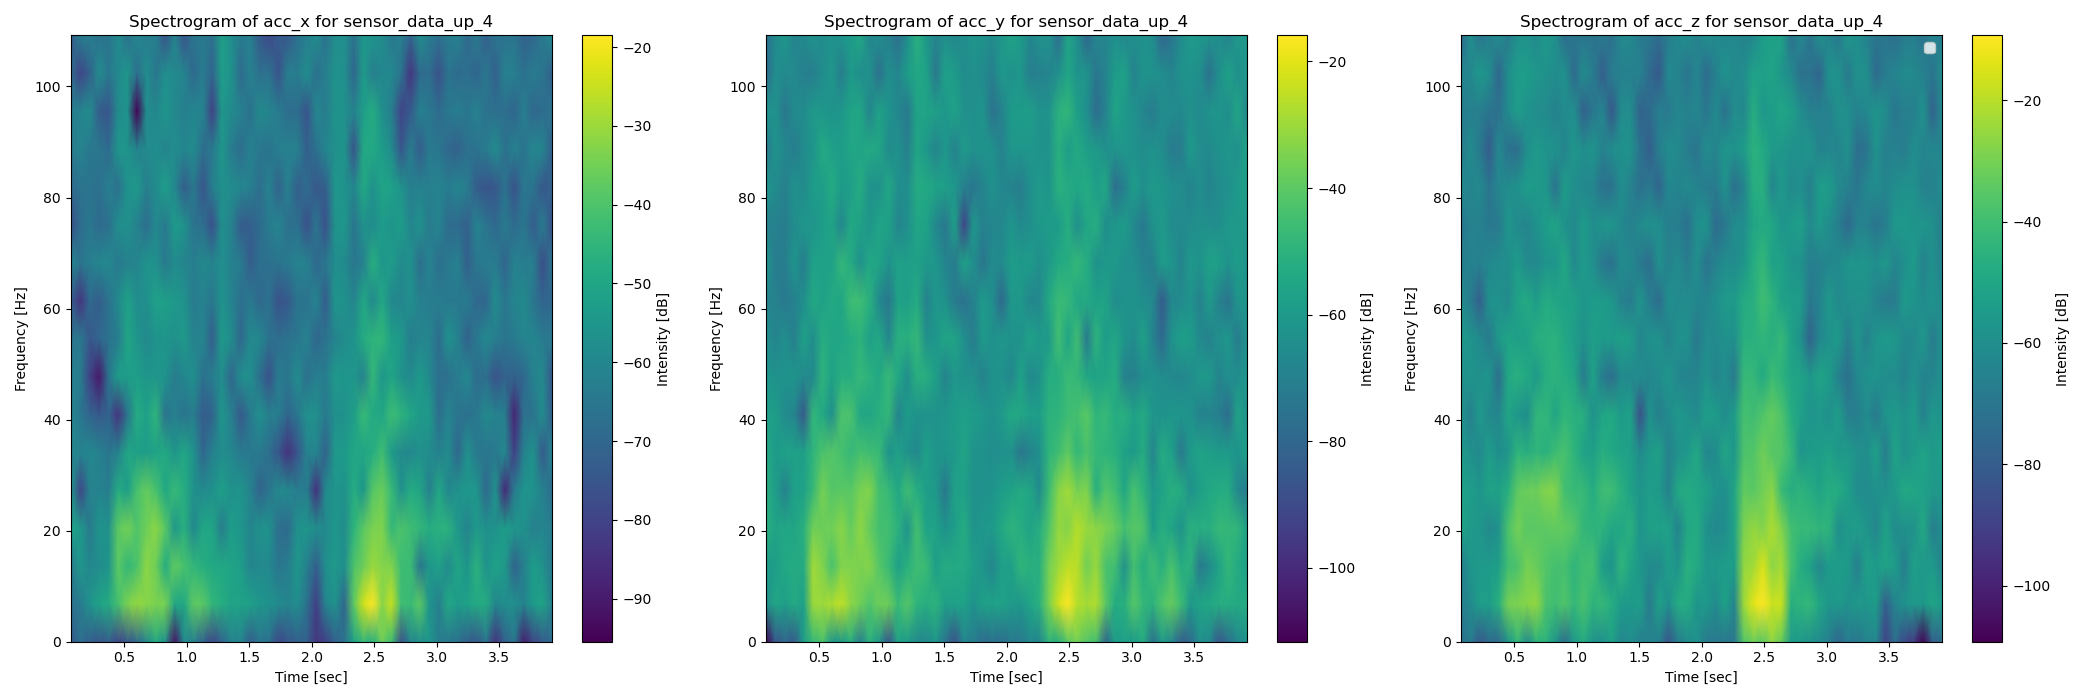 Spectrogram of acc_x for sensor_data_up_4
Frequency [Hz]
100
80
60
40
20
0
0.5 1.0 1.5 2.0 2.5 3.0 3.5
Time [sec]
−20
−30
−40
−50
−60
−70
−80
−90
Intensity [dB]
Spectrogram of acc_y for sensor_data_up_4
Frequency [Hz]
100
80
60
40
20
0
0.5 1.0 1.5 2.0 2.5 3.0 3.5
Time [sec]
−20
−40
−60
−80
−100
Intensity [dB]
Spectrogram of acc_z for sensor_data_up_4
Frequency [Hz]
100
80
60
40
20
0
0.5 1.0 1.5 2.0 2.5 3.0 3.5
Time [sec]
−20
−40
−60
−80
−100
Intensity [dB]